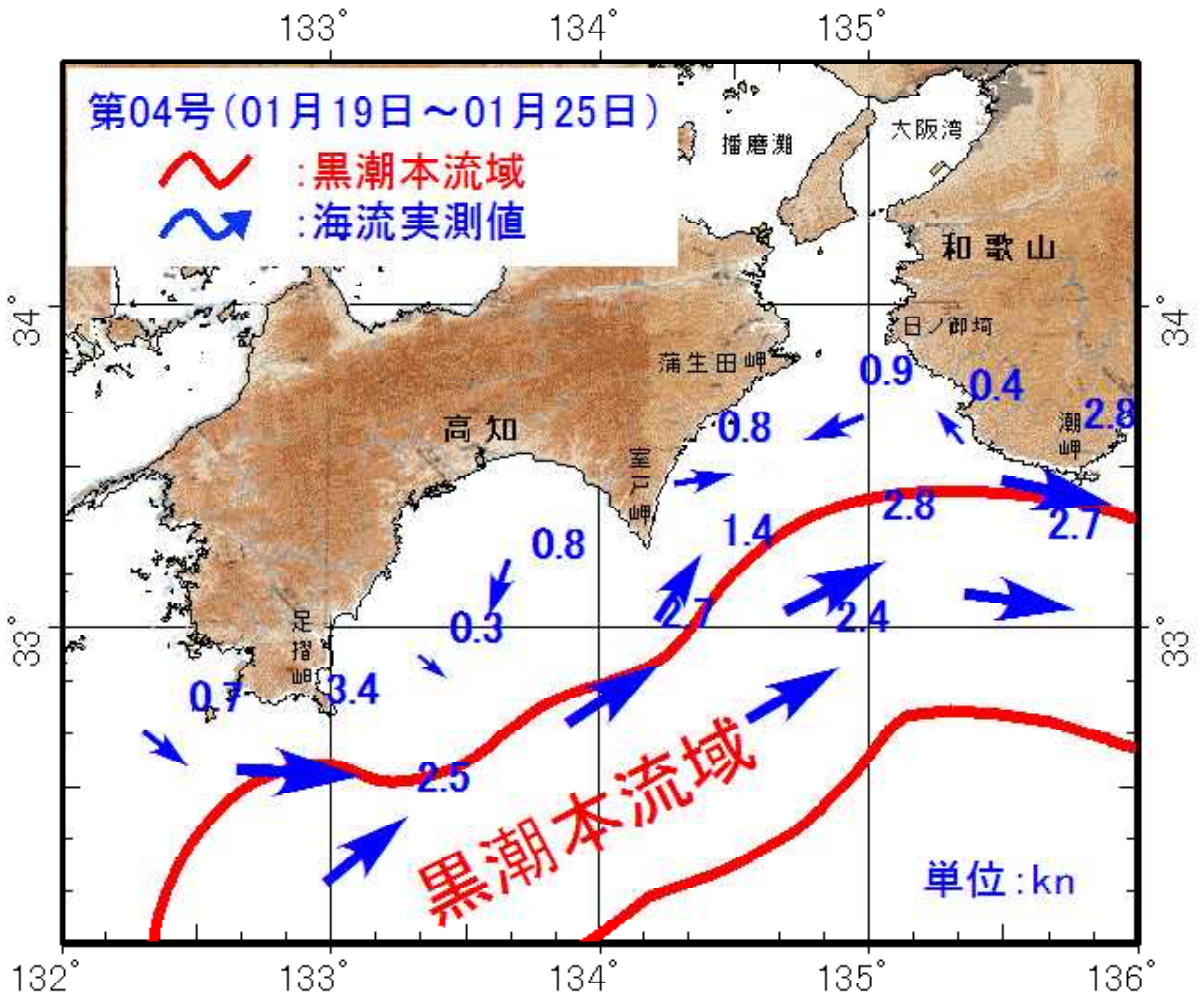 133°
134°
135°
第04号(01月19日～01月25日)
:黒潮本流域
:海流実測値
播磨灘
大阪湾
和歌山
34°
34°
日ノ御埼
蒲生田岬
0.9
0.4
2.8
潮岬
高知
0.8
室戸岬
2.8
2.7
1.4
0.8
2.7
2.4
33°
33°
0.3
足摺岬
0.7
3.4
2.5
黒潮本流域
単位:kn
132°
133°
134°
135°
136°